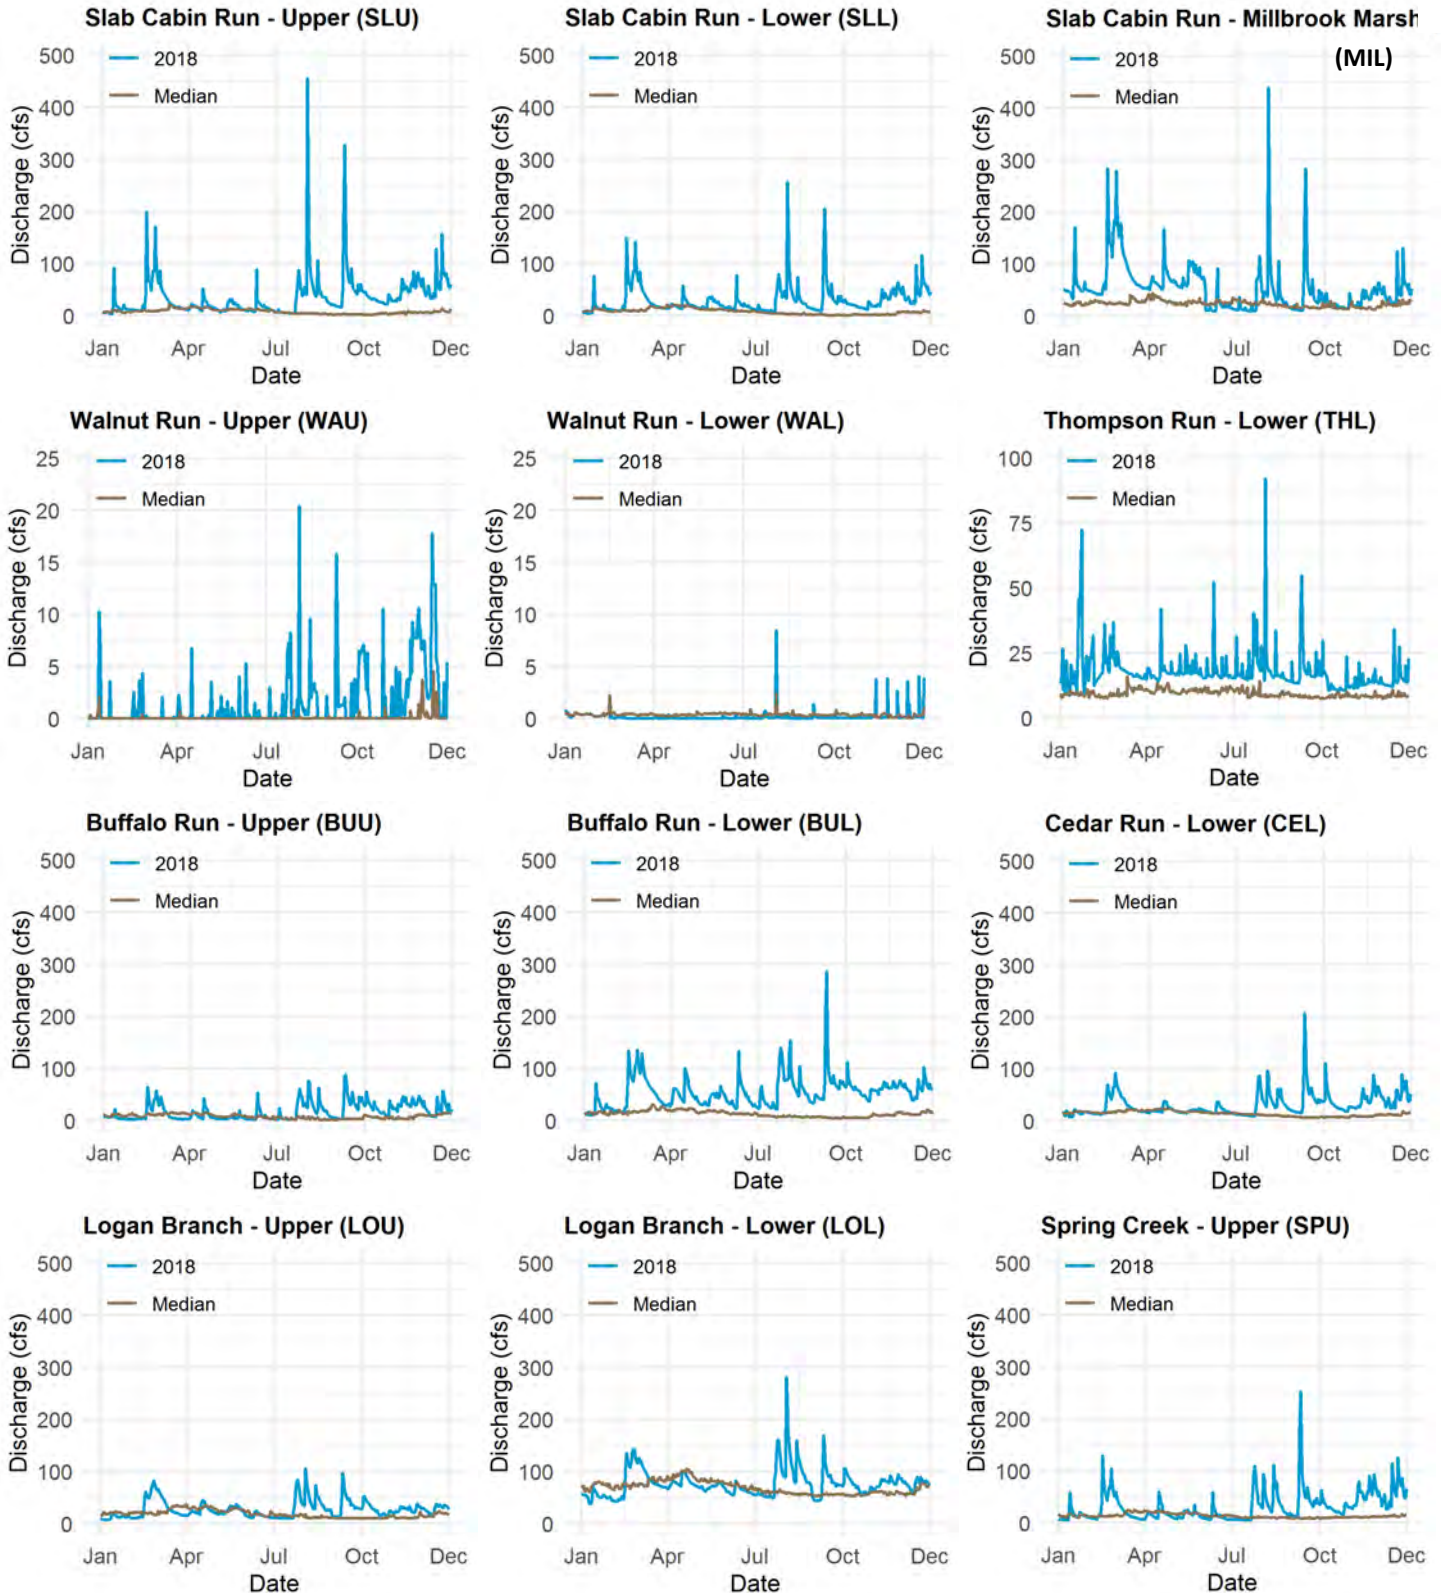 Slab Cabin Run - Upper (SLU)
500
400
300
200
100
0
Discharge (cfs)
2018
Median
Jan Apr Jul Oct Dec
Date
Slab Cabin Run - Lower (SLL)
500
400
300
200
100
0
Discharge (cfs)
2018
Median
Jan Apr Jul Oct Dec
Date
Slab Cabin Run - Millbrook Marsh
(MIL)
500
400
300
200
100
0
Discharge (cfs)
2018
Median
Jan Apr Jul Oct Dec
Date
Walnut Run - Upper (WAU)
25
20
15
10
5
0
Discharge (cfs)
2018
Median
Jan Apr Jul Oct Dec
Date
Walnut Run - Lower (WAL)
25
20
15
10
5
0
Discharge (cfs)
2018
Median
Jan Apr Jul Oct Dec
Date
Thompson Run - Lower (THL)
100
75
50
25
0
Discharge (cfs)
2018
Median
Jan Apr Jul Oct Dec
Date
Buffalo Run - Upper (BUU)
500
400
300
200
100
0
Discharge (cfs)
2018
Median
Jan Apr Jul Oct Dec
Date
Buffalo Run - Lower (BUL)
500
400
300
200
100
0
Discharge (cfs)
2018
Median
Jan Apr Jul Oct Dec
Date
Cedar Run - Lower (CEL)
500
400
300
200
100
0
Discharge (cfs)
2018
Median
Jan Apr Jul Oct Dec
Date
Logan Branch - Upper (LOU)
500
400
300
200
100
0
Discharge (cfs)
2018
Median
Jan Apr Jul Oct Dec
Date
Logan Branch - Lower (LOL)
500
400
300
200
100
0
Discharge (cfs)
2018
Median
Jan Apr Jul Oct Dec
Date
Spring Creek - Upper (SPU)
500
400
300
200
100
0
Discharge (cfs)
2018
Median
Jan Apr Jul Oct Dec
Date